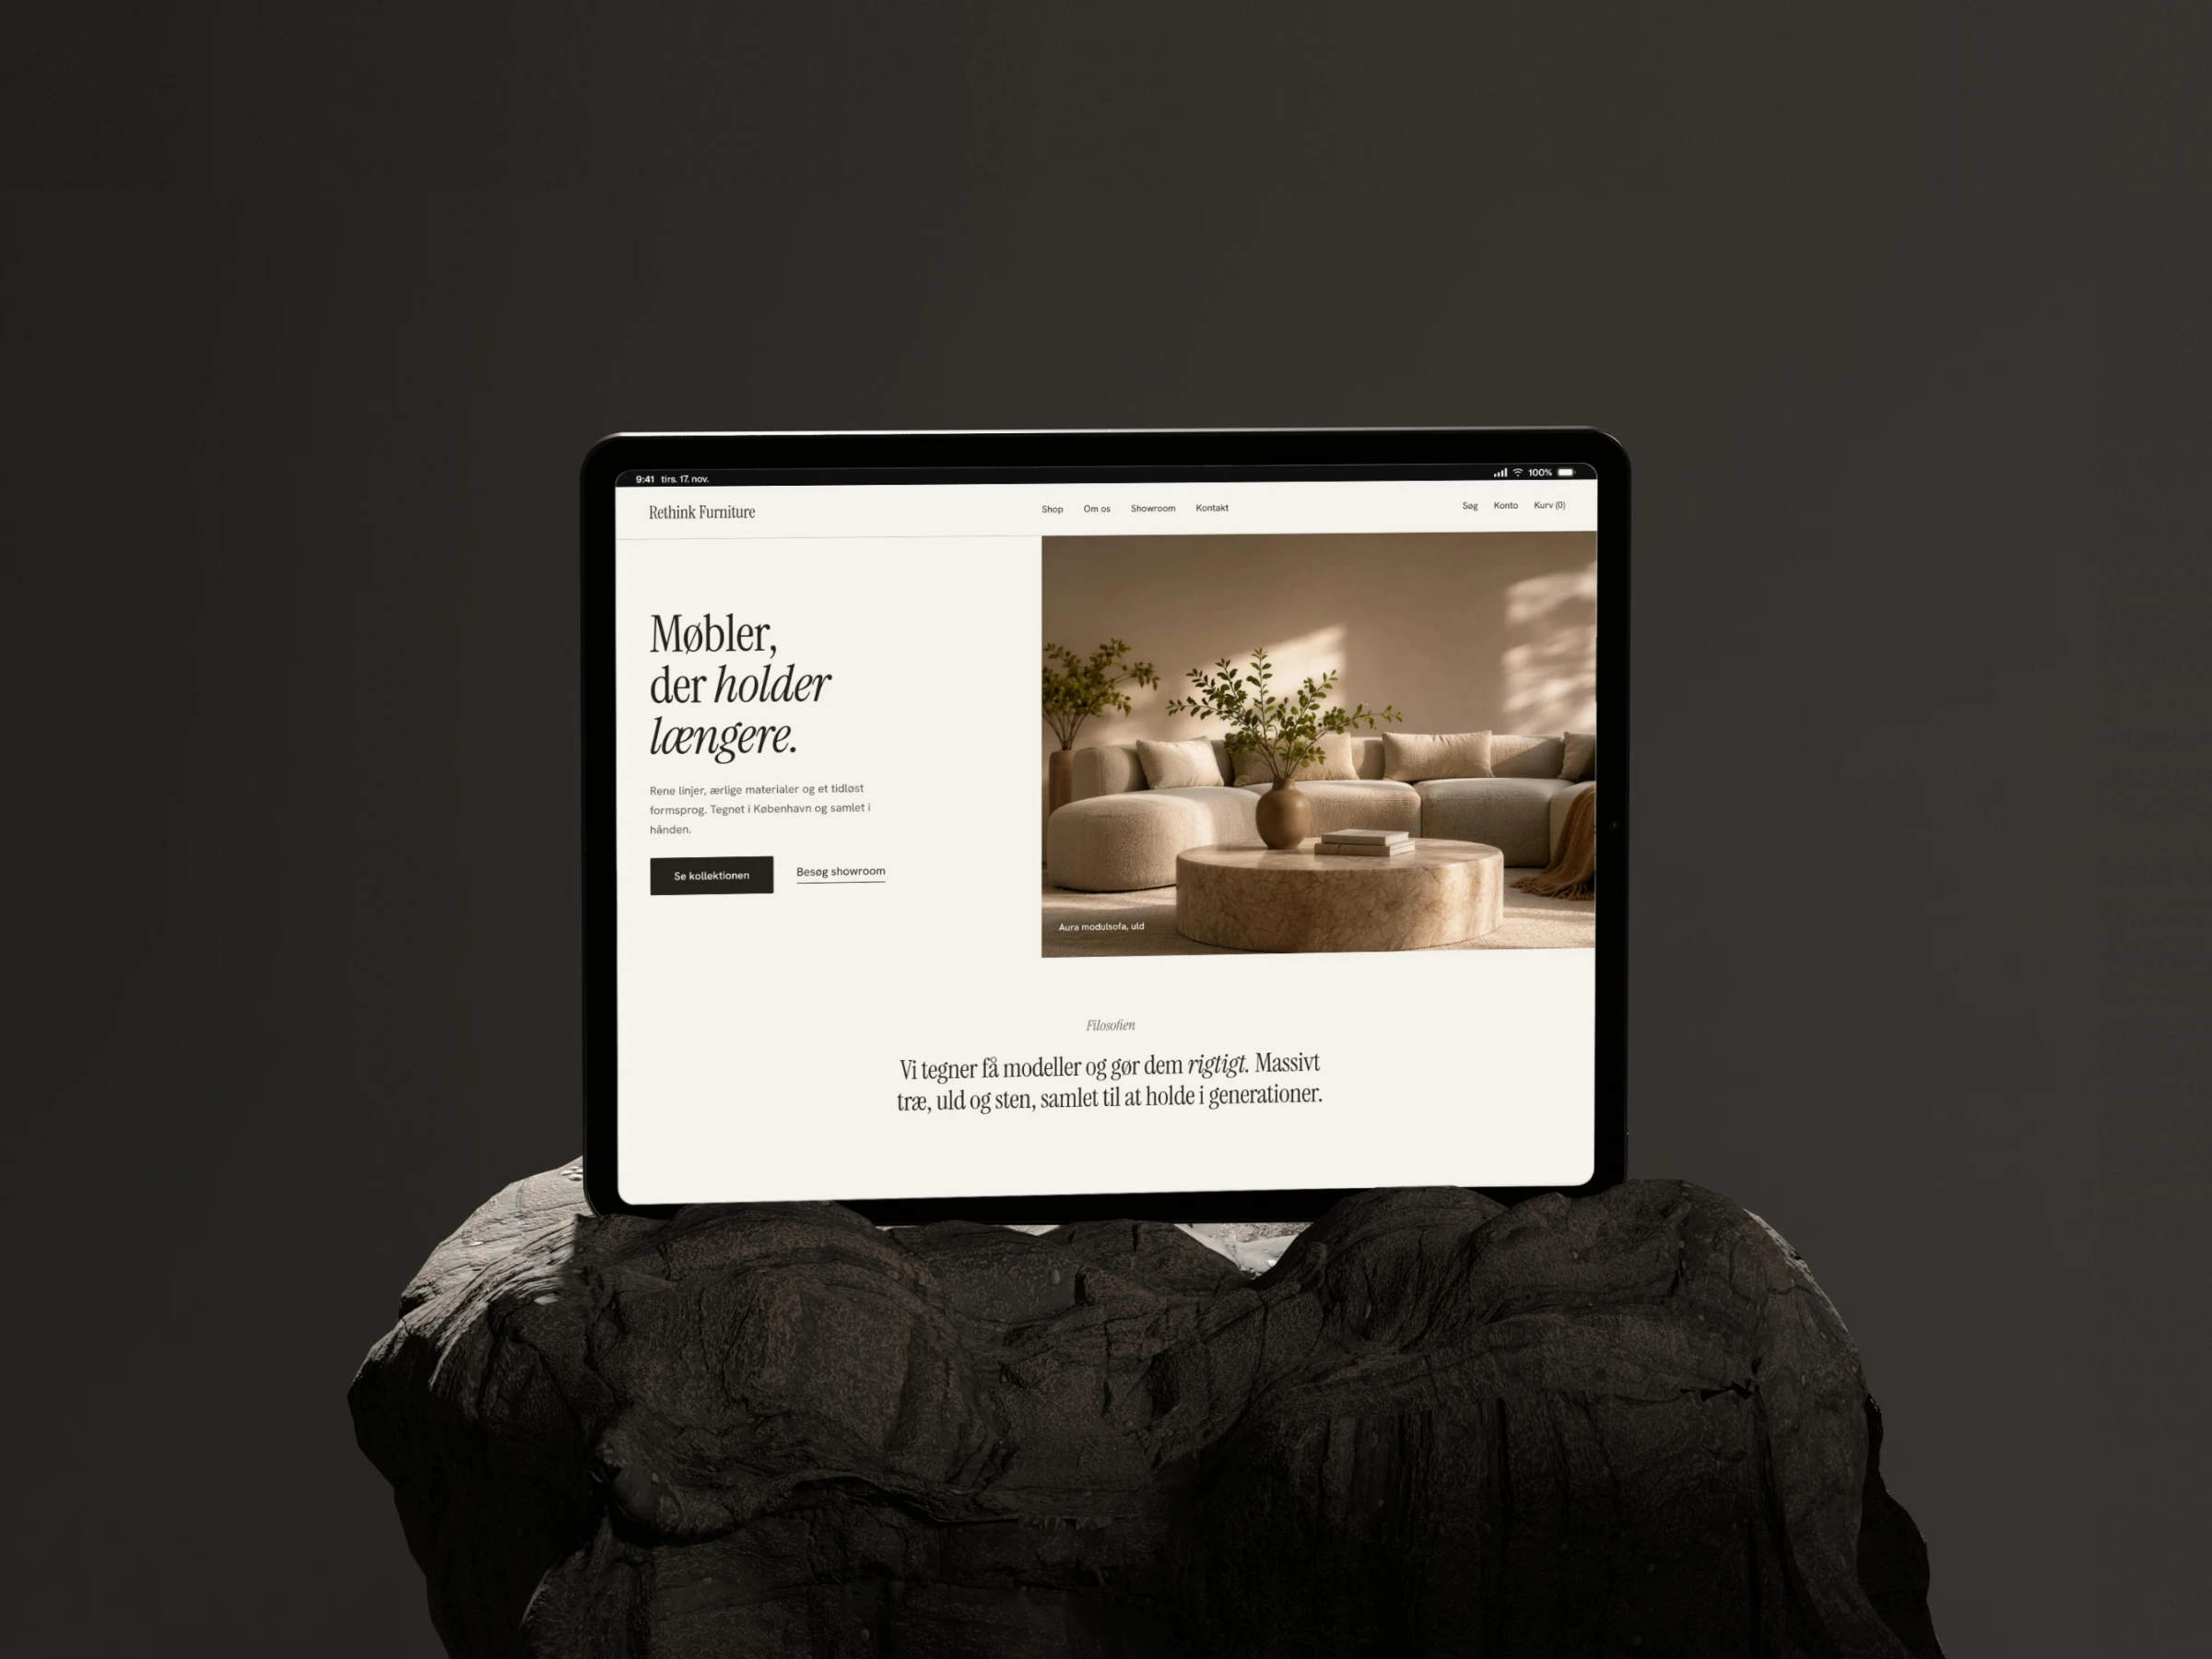 9:41 tirs. 17. nov.
100%
Rethink Furniture
Shop Om os Showroom Kontakt
Søg Konto Kurv (0)
Møbler,
der holder
længere.
Rene linjer, ærlige materialer og et tidløst
formsprog. Tegnet i København og samlet i
hånden.
Se kollektionen
Besøg showroom
Aura modulsofa, uld
Filosofien
Vi tegner få modeller og gør dem rigtigt. Massivt
træ, uld og sten, samlet til at holde i generationer.